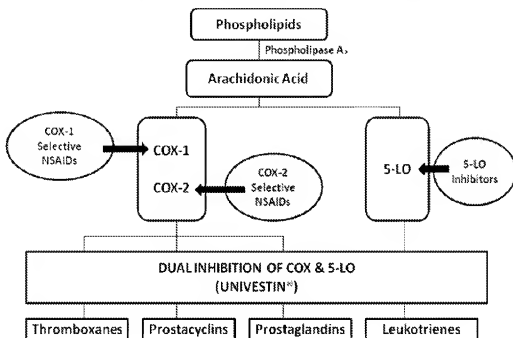 Phospholipids
Phospholipase A₂
Arachidonic Acid
COX-1
Selective
NSAIDs
COX-1
COX-2
COX-2
Selective
NSAIDs
5-LO
5-LO
Inhibitors
DUAL INHIBITION OF COX & 5-LO
(UNIVESTIN®)
Thromboxanes
Prostacyclins
Prostaglandins
Leukotrienes